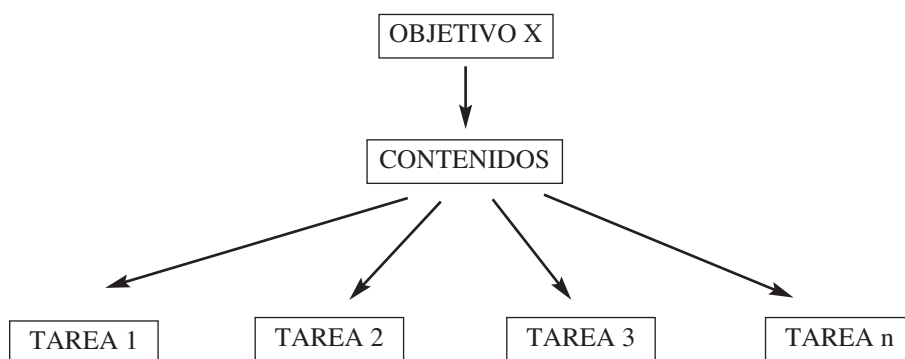 OBJETIVO X
CONTENIDOS
TAREA 1 TAREA 2 TAREA 3 TAREA n